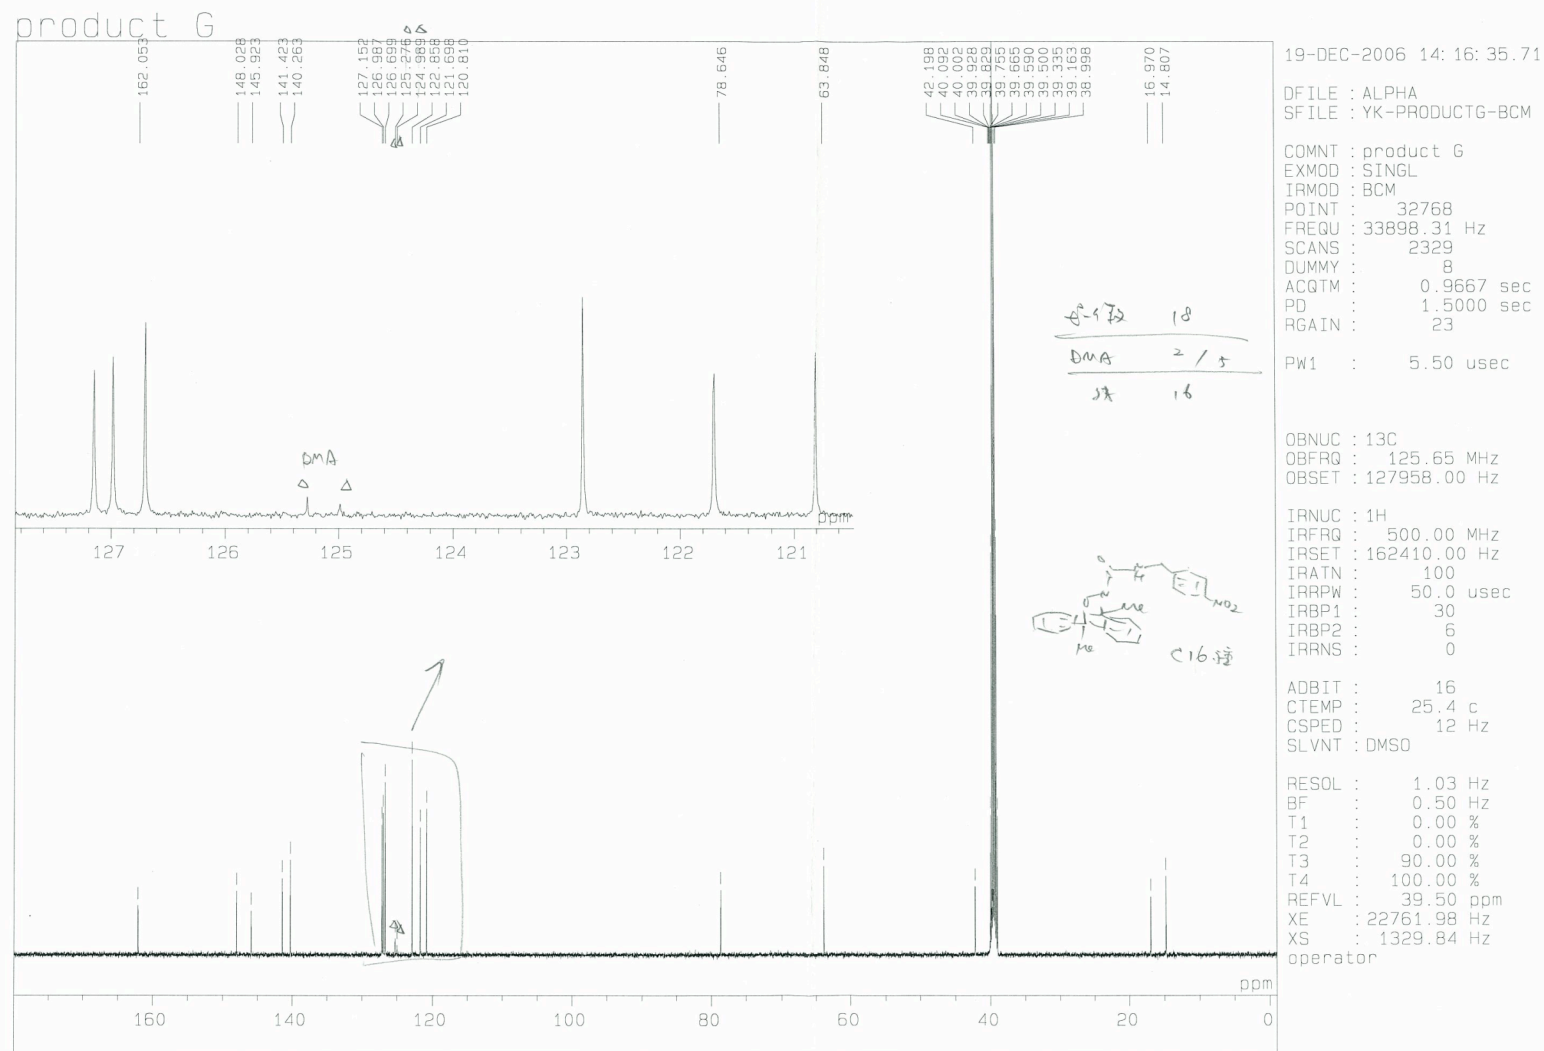 product G
162.053
148.028
145.923
141.423
140.263
127.152
126.987
126.699
125.276
124.989
122.858
121.698
120.810
78.646
63.848
42.198
40.092
40.002
39.928
39.829
39.755
39.665
39.590
39.500
39.335
39.163
38.998
16.970
14.807
DMA
ppm
127 126 125 124 123 122 121
18
DMA 2 / 5
16
O
N
H
NO2
O
N
Me
Me
C16種
ppm
160 140 120 100 80 60 40 20 0
19-DEC-2006 14:16:35.71
DFILE : ALPHA
SFILE : YK-PRODUCTG-BCM
COMNT : product G
EXMOD : SINGL
IRMOD : BCM
POINT : 32768
FREQU : 33898.31 Hz
SCANS : 2329
DUMMY : 8
ACQTM : 0.9667 sec
PD : 1.5000 sec
RGAIN : 23
PW1 : 5.50 usec
OBNUC : 13C
OBFRQ : 125.65 MHz
OBSET : 127958.00 Hz
IRNUC : 1H
IRFRQ : 500.00 MHz
IRSET : 162410.00 Hz
IRATN : 100
IRRPW : 50.0 usec
IRBP1 : 30
IRBP2 : 6
IRRNS : 0
ADBIT : 16
CTEMP : 25.4 c
CSPED : 12 Hz
SLVNT : DMSO
RESOL : 1.03 Hz
BF : 0.50 Hz
T1 : 0.00 %
T2 : 0.00 %
T3 : 90.00 %
T4 : 100.00 %
REFVL : 39.50 ppm
XE : 22761.98 Hz
XS : 1329.84 Hz
operator